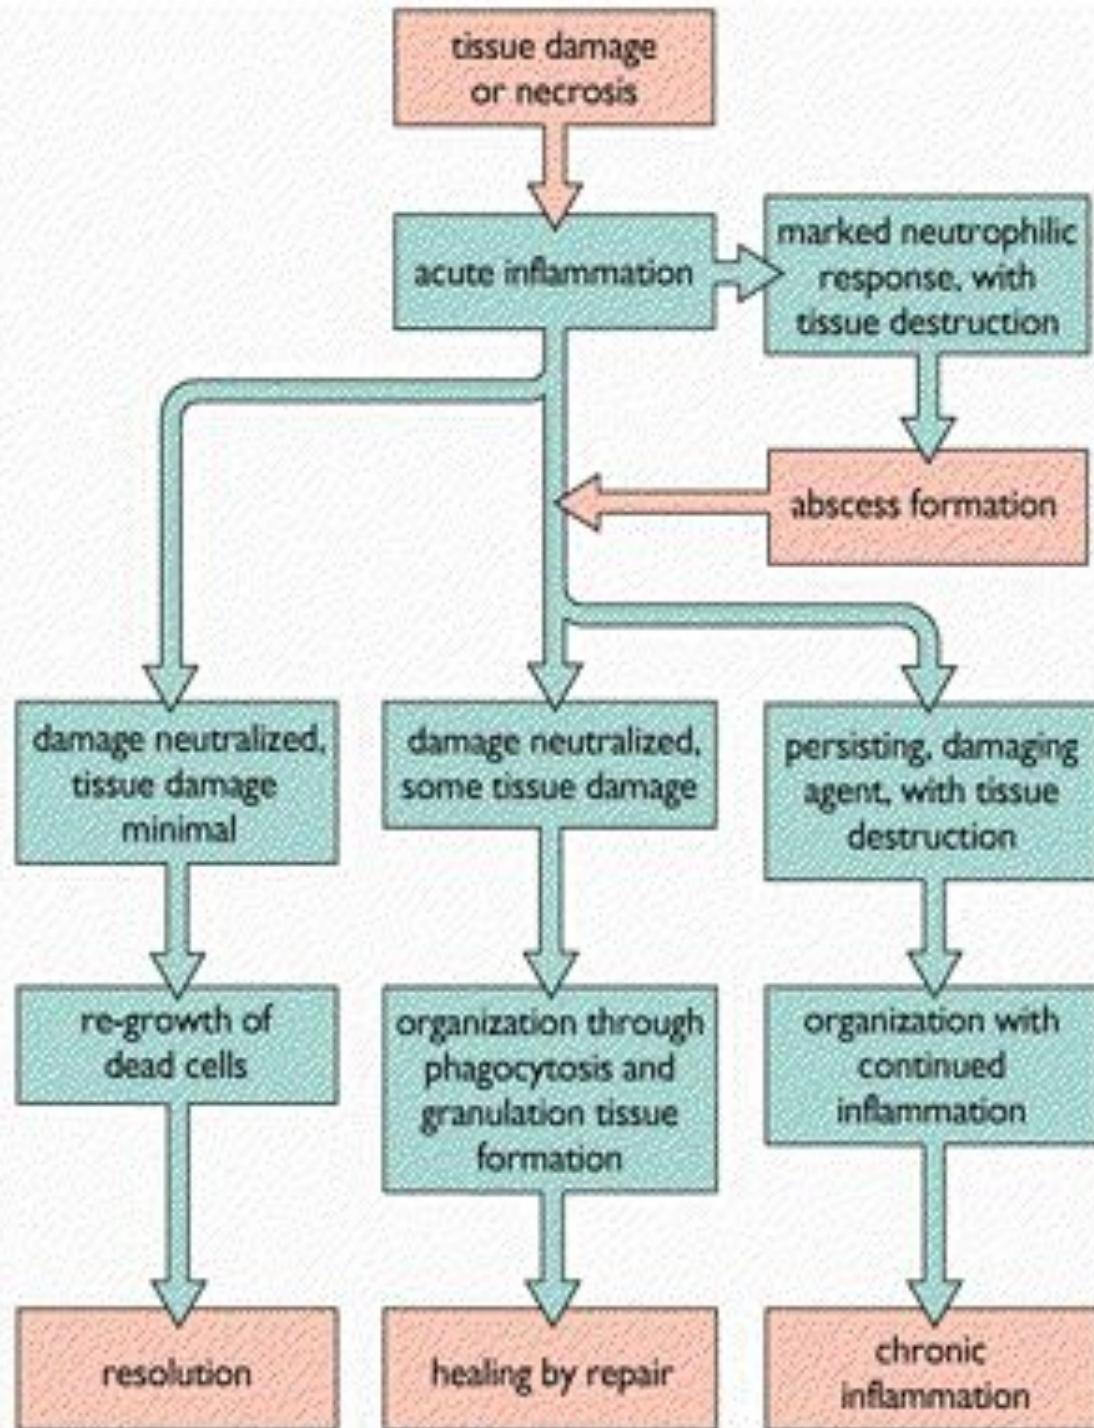 tissue damage
or necrosis
acute inflammation
marked neutrophilic
response, with
tissue destruction
abscess formation
damage neutralized,
tissue damage
minimal
damage neutralized,
some tissue damage
persisting, damaging
agent, with tissue
destruction
re-growth of
dead cells
organization through
phagocytosis and
granulation tissue
formation
organization with
continued
inflammation
resolution
healing by repair
chronic
inflammation